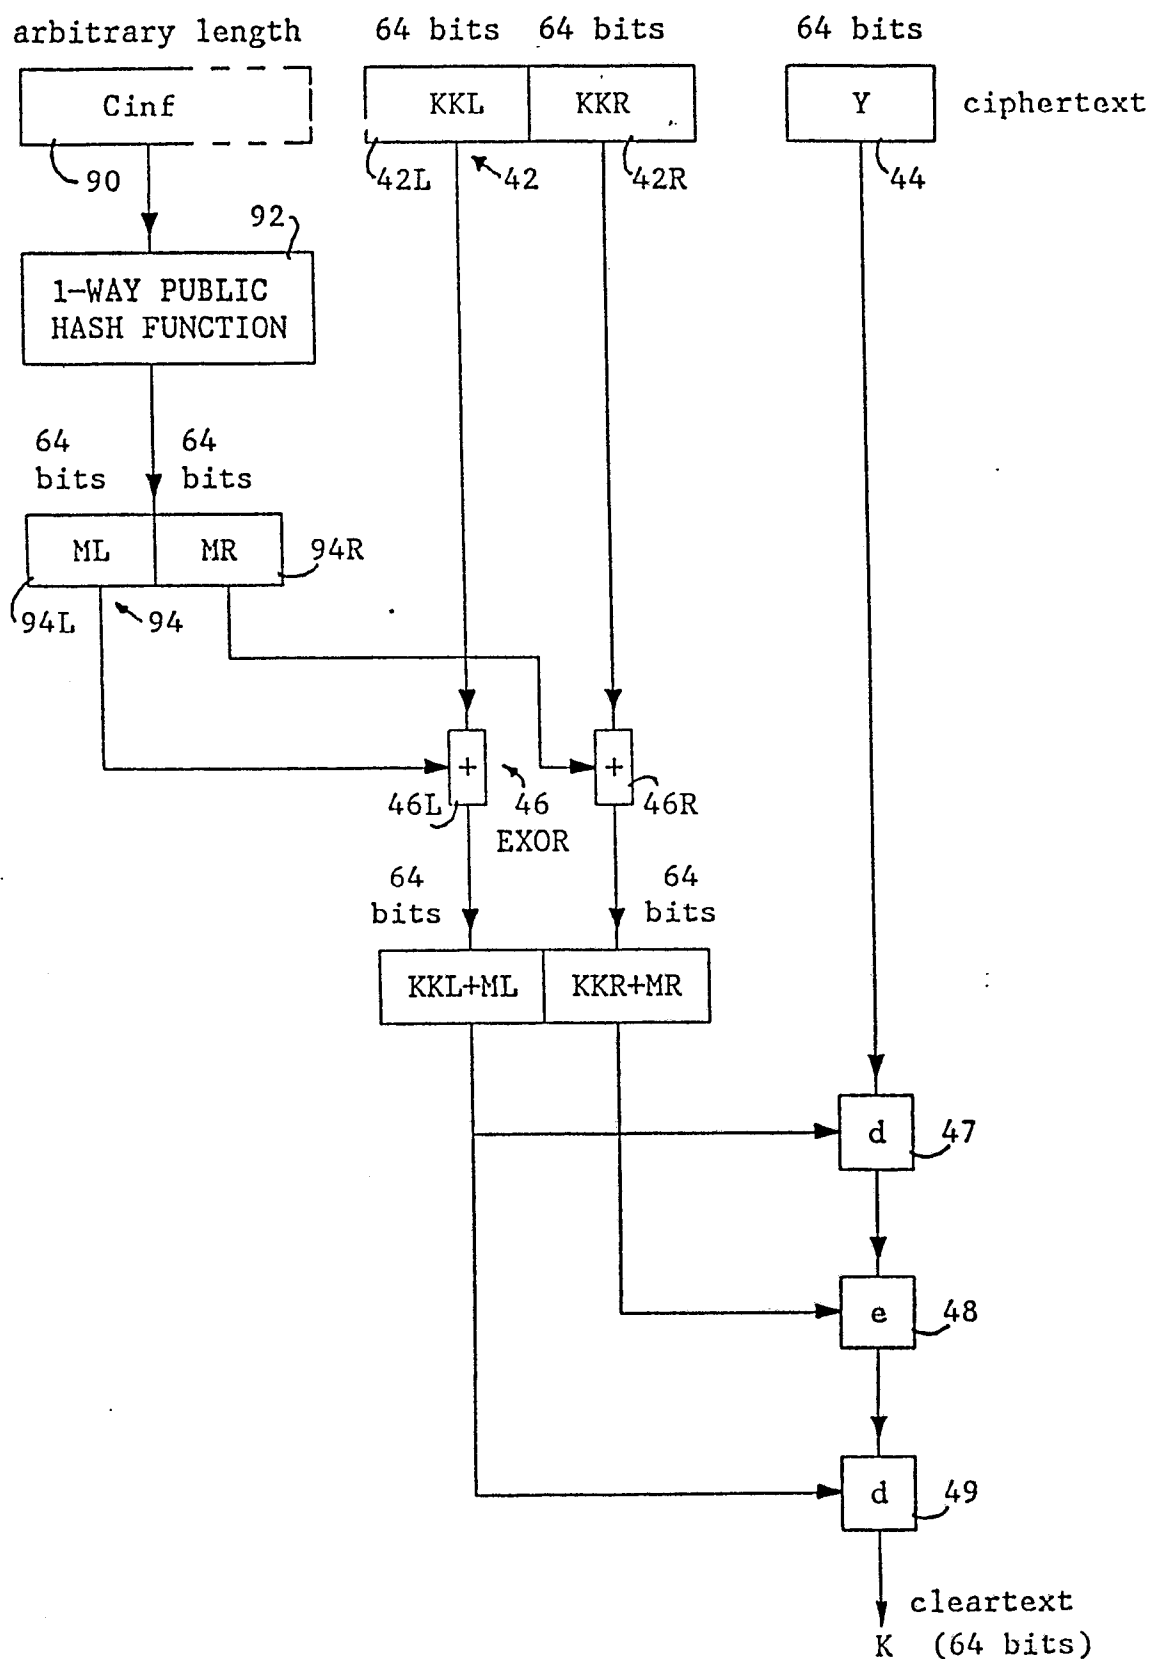 arbitrary length
64 bits
64 bits
64 bits
Cinf
KKL
KKR
Y
ciphertext
90
42L
42
42R
44
92
1-WAY PUBLIC
HASH FUNCTION
64
bits
64
bits
ML
MR
94R
94L
94
+
+
46L
46
EXOR
46R
64
bits
64
bits
KKL+ML
KKR+MR
d
47
e
48
d
49
cleartext
K (64 bits)